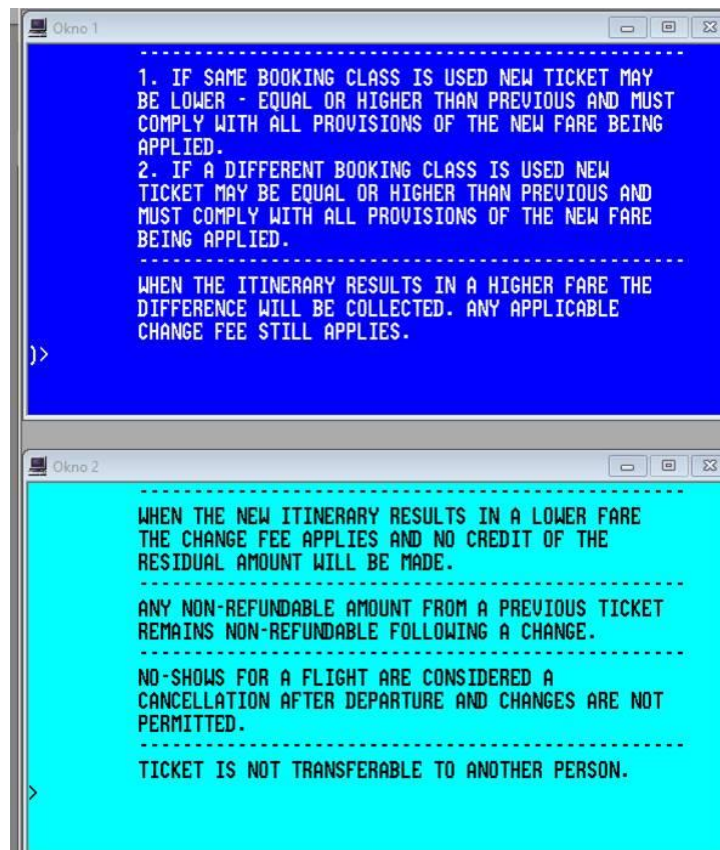 Okno 1
--------------------------------------------------
1. IF SAME BOOKING CLASS IS USED NEW TICKET MAY
BE LOWER - EQUAL OR HIGHER THAN PREVIOUS AND MUST
COMPLY WITH ALL PROVISIONS OF THE NEW FARE BEING
APPLIED.
2. IF A DIFFERENT BOOKING CLASS IS USED NEW
TICKET MAY BE EQUAL OR HIGHER THAN PREVIOUS AND
MUST COMPLY WITH ALL PROVISIONS OF THE NEW FARE
BEING APPLIED.
--------------------------------------------------
WHEN THE ITINERARY RESULTS IN A HIGHER FARE THE
DIFFERENCE WILL BE COLLECTED. ANY APPLICABLE
CHANGE FEE STILL APPLIES.
)>
Okno 2
--------------------------------------------------
WHEN THE NEW ITINERARY RESULTS IN A LOWER FARE
THE CHANGE FEE APPLIES AND NO CREDIT OF THE
RESIDUAL AMOUNT WILL BE MADE.
--------------------------------------------------
ANY NON-REFUNDABLE AMOUNT FROM A PREVIOUS TICKET
REMAINS NON-REFUNDABLE FOLLOWING A CHANGE.
--------------------------------------------------
NO-SHOWS FOR A FLIGHT ARE CONSIDERED A
CANCELLATION AFTER DEPARTURE AND CHANGES ARE NOT
PERMITTED.
--------------------------------------------------
TICKET IS NOT TRANSFERABLE TO ANOTHER PERSON.
>